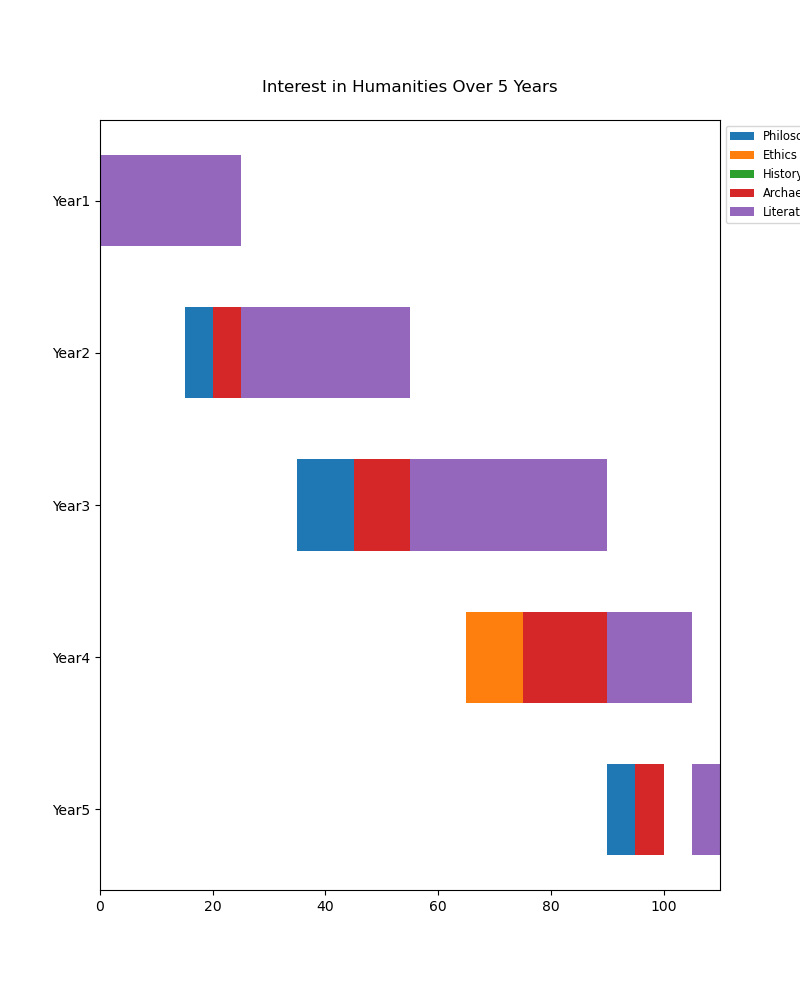 Interest in Humanities Over 5 Years
Philoso
Ethics
History
Archae
Literat
Year1
Year2
Year3
Year4
Year5
0 20 40 60 80 100